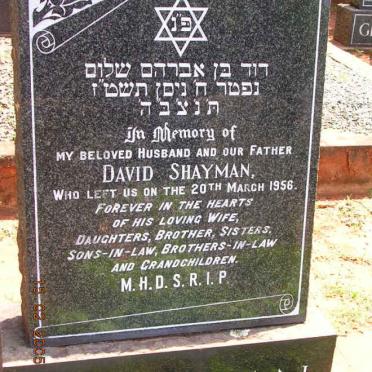 פ"נ
דוד בן אברהם שלום
נפטר ח' ניסן תשט"ז
ת נ צ ב ה
In Memory of
MY BELOVED HUSBAND AND OUR FATHER
DAVID SHAYMAN,
WHO LEFT US ON THE 20TH MARCH 1956.
FOREVER IN THE HEARTS
OF HIS LOVING WIFE,
DAUGHTERS, BROTHER, SISTERS,
SONS-IN-LAW, BROTHERS-IN-LAW
AND GRANDCHILDREN.
M.H.D.S.R.I.P.